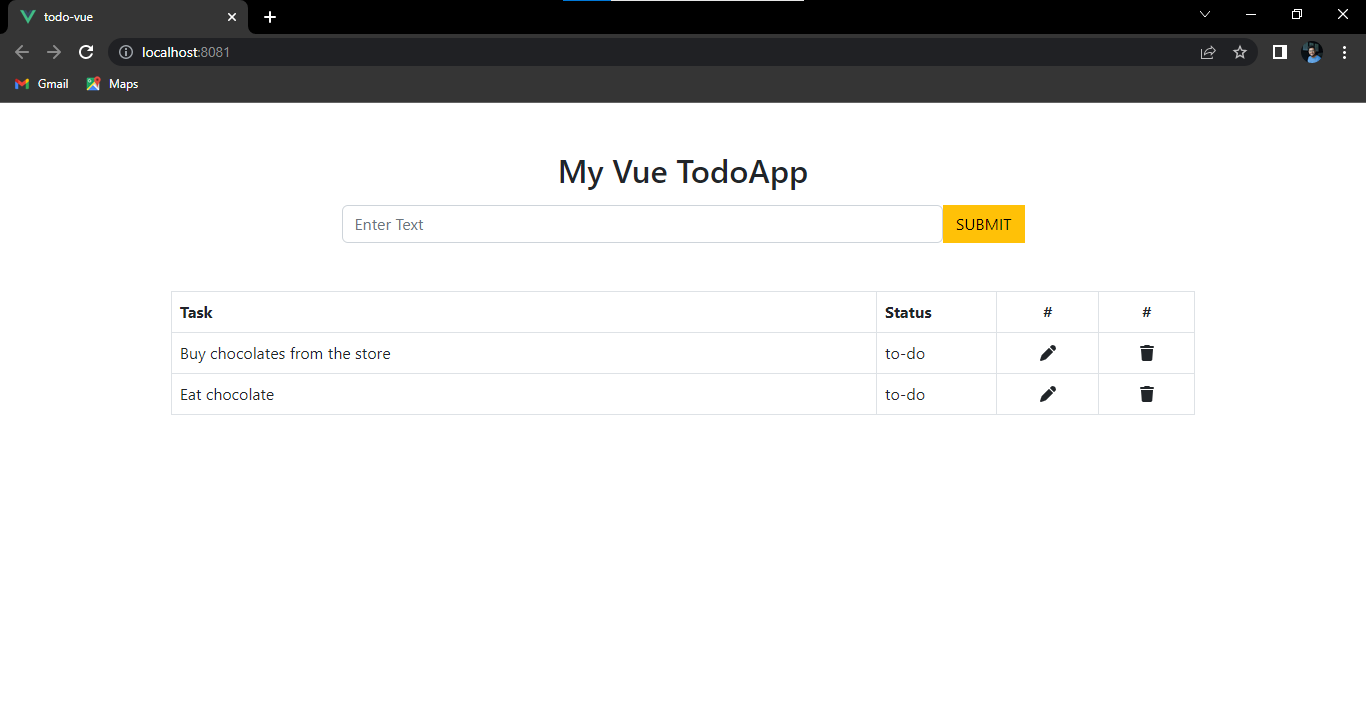 todo-vue
localhost:8081
Gmail Maps
My Vue TodoApp
Enter Text SUBMIT
Task Status # #
Buy chocolates from the store to-do
Eat chocolate to-do